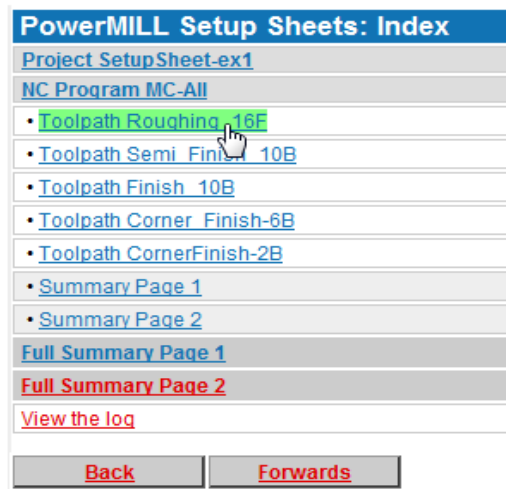 PowerMILL Setup Sheets: Index
Project SetupSheet-ex1
NC Program MC-All
• Toolpath Roughing_16F
• Toolpath Semi_Finish_10B
• Toolpath Finish_10B
• Toolpath Corner_Finish-6B
• Toolpath CornerFinish-2B
• Summary Page 1
• Summary Page 2
Full Summary Page 1
Full Summary Page 2
View the log
Back Forwards